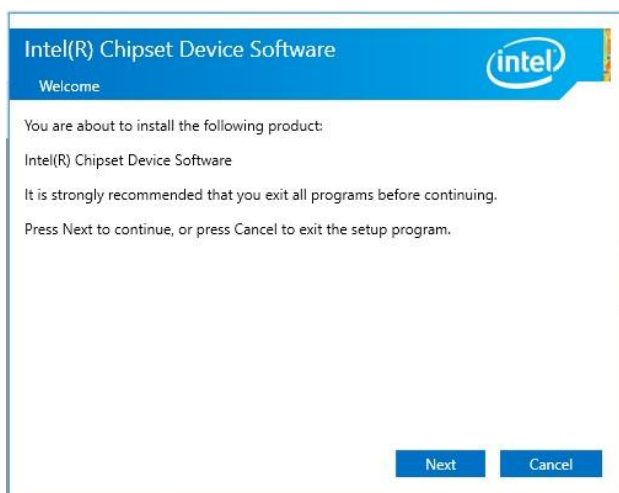 Intel(R) Chipset Device Software
intel
Welcome
You are about to install the following product:
Intel(R) Chipset Device Software
It is strongly recommended that you exit all programs before continuing.
Press Next to continue, or press Cancel to exit the setup program.
Next Cancel